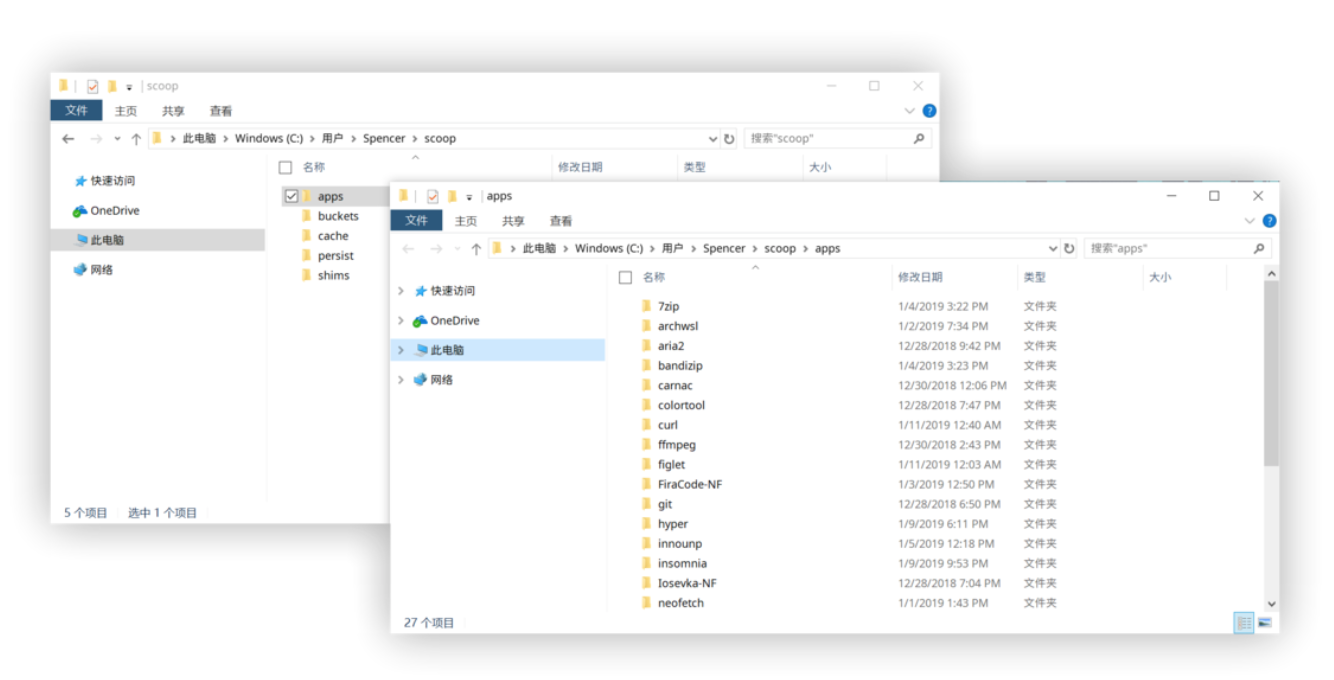 scoop
文件 主页 共享 查看
此电脑 > Windows (C:) > 用户 > Spencer > scoop
搜索"scoop"
名称 修改日期 类型 大小
快速访问
OneDrive
此电脑
网络
apps
buckets
cache
persist
shims
5 个项目 选中 1 个项目
apps
文件 主页 共享 查看
此电脑 > Windows (C:) > 用户 > Spencer > scoop > apps
搜索"apps"
名称 修改日期 类型 大小
快速访问
OneDrive
此电脑
网络
7zip 1/4/2019 3:22 PM 文件夹
archwsl 1/2/2019 7:34 PM 文件夹
aria2 12/28/2018 9:42 PM 文件夹
bandizip 1/4/2019 3:23 PM 文件夹
carnac 12/30/2018 12:06 PM 文件夹
colortool 12/28/2018 7:47 PM 文件夹
curl 1/11/2019 12:40 AM 文件夹
ffmpeg 12/30/2018 2:43 PM 文件夹
figlet 1/11/2019 12:03 AM 文件夹
FiraCode-NF 1/3/2019 12:50 PM 文件夹
git 12/28/2018 6:50 PM 文件夹
hyper 1/9/2019 6:11 PM 文件夹
innounp 1/5/2019 12:18 PM 文件夹
insomnia 1/9/2019 9:53 PM 文件夹
Iosevka-NF 12/28/2018 7:04 PM 文件夹
neofetch 1/1/2019 1:43 PM 文件夹
27 个项目